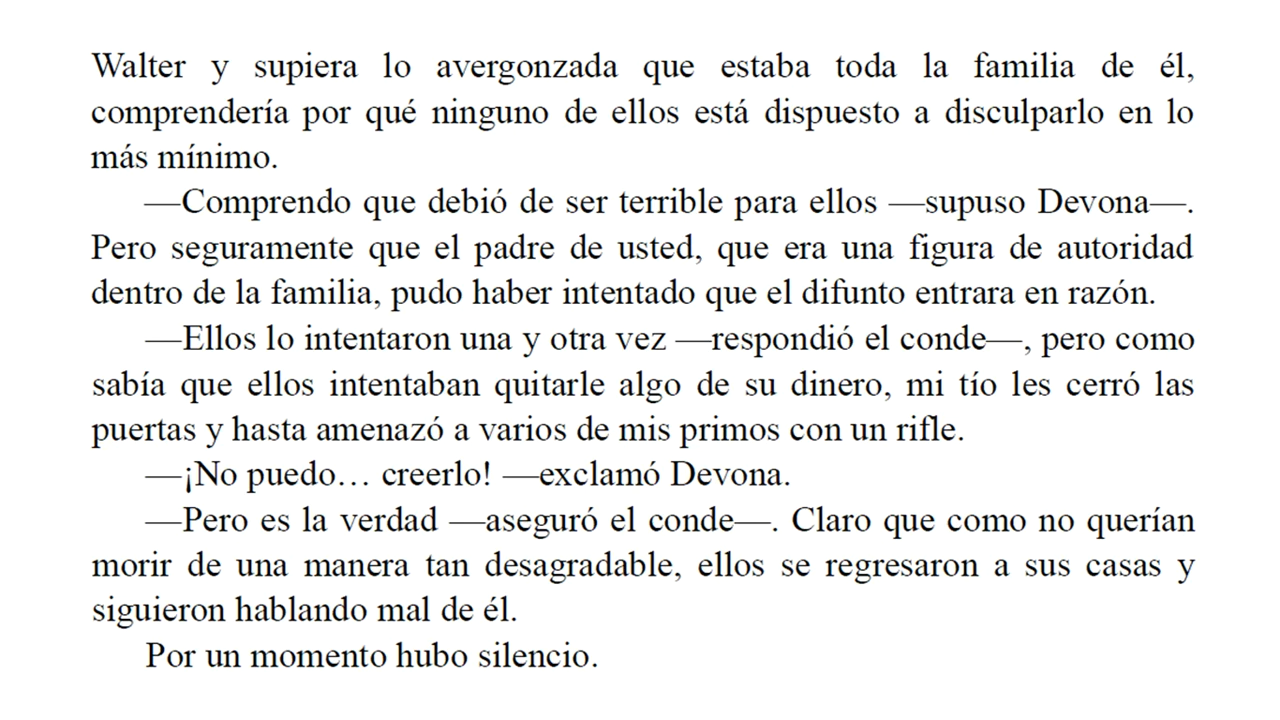 Walter y supiera lo avergonzada que estaba toda la familia de él,
comprendería por qué ninguno de ellos está dispuesto a disculparlo en lo
más mínimo.
—Comprendo que debió de ser terrible para ellos —supuso Devona—.
Pero seguramente que el padre de usted, que era una figura de autoridad
dentro de la familia, pudo haber intentado que el difunto entrara en razón.
—Ellos lo intentaron una y otra vez —respondió el conde—, pero como
sabía que ellos intentaban quitarle algo de su dinero, mi tío les cerró las
puertas y hasta amenazó a varios de mis primos con un rifle.
—¡No puedo… creerlo! —exclamó Devona.
—Pero es la verdad —aseguró el conde—. Claro que como no querían
morir de una manera tan desagradable, ellos se regresaron a sus casas y
siguieron hablando mal de él.
Por un momento hubo silencio.